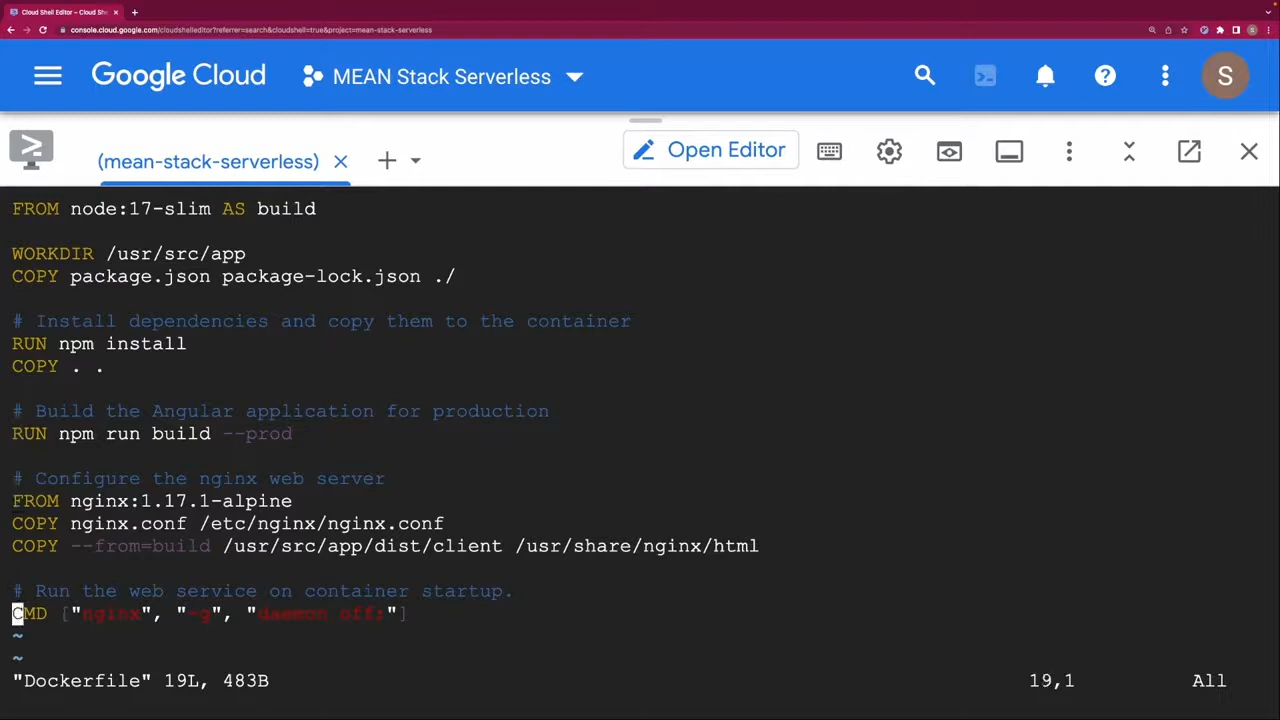 Cloud Shell Editor – Cloud She
console.cloud.google.com/cloudshelleditor?referrer=search&cloudshell=true&project=mean-stack-serverless
Google Cloud MEAN Stack Serverless S
(mean-stack-serverless) Open Editor
FROM node:17-slim AS build
WORKDIR /usr/src/app
COPY package.json package-lock.json ./
# Install dependencies and copy them to the container
RUN npm install
COPY . .
# Build the Angular application for production
RUN npm run build --prod
# Configure the nginx web server
FROM nginx:1.17.1-alpine
COPY nginx.conf /etc/nginx/nginx.conf
COPY --from=build /usr/src/app/dist/client /usr/share/nginx/html
# Run the web service on container startup.
CMD ["nginx", "-g", "daemon off;"]
~
~
"Dockerfile" 19L, 483B 19,1 All